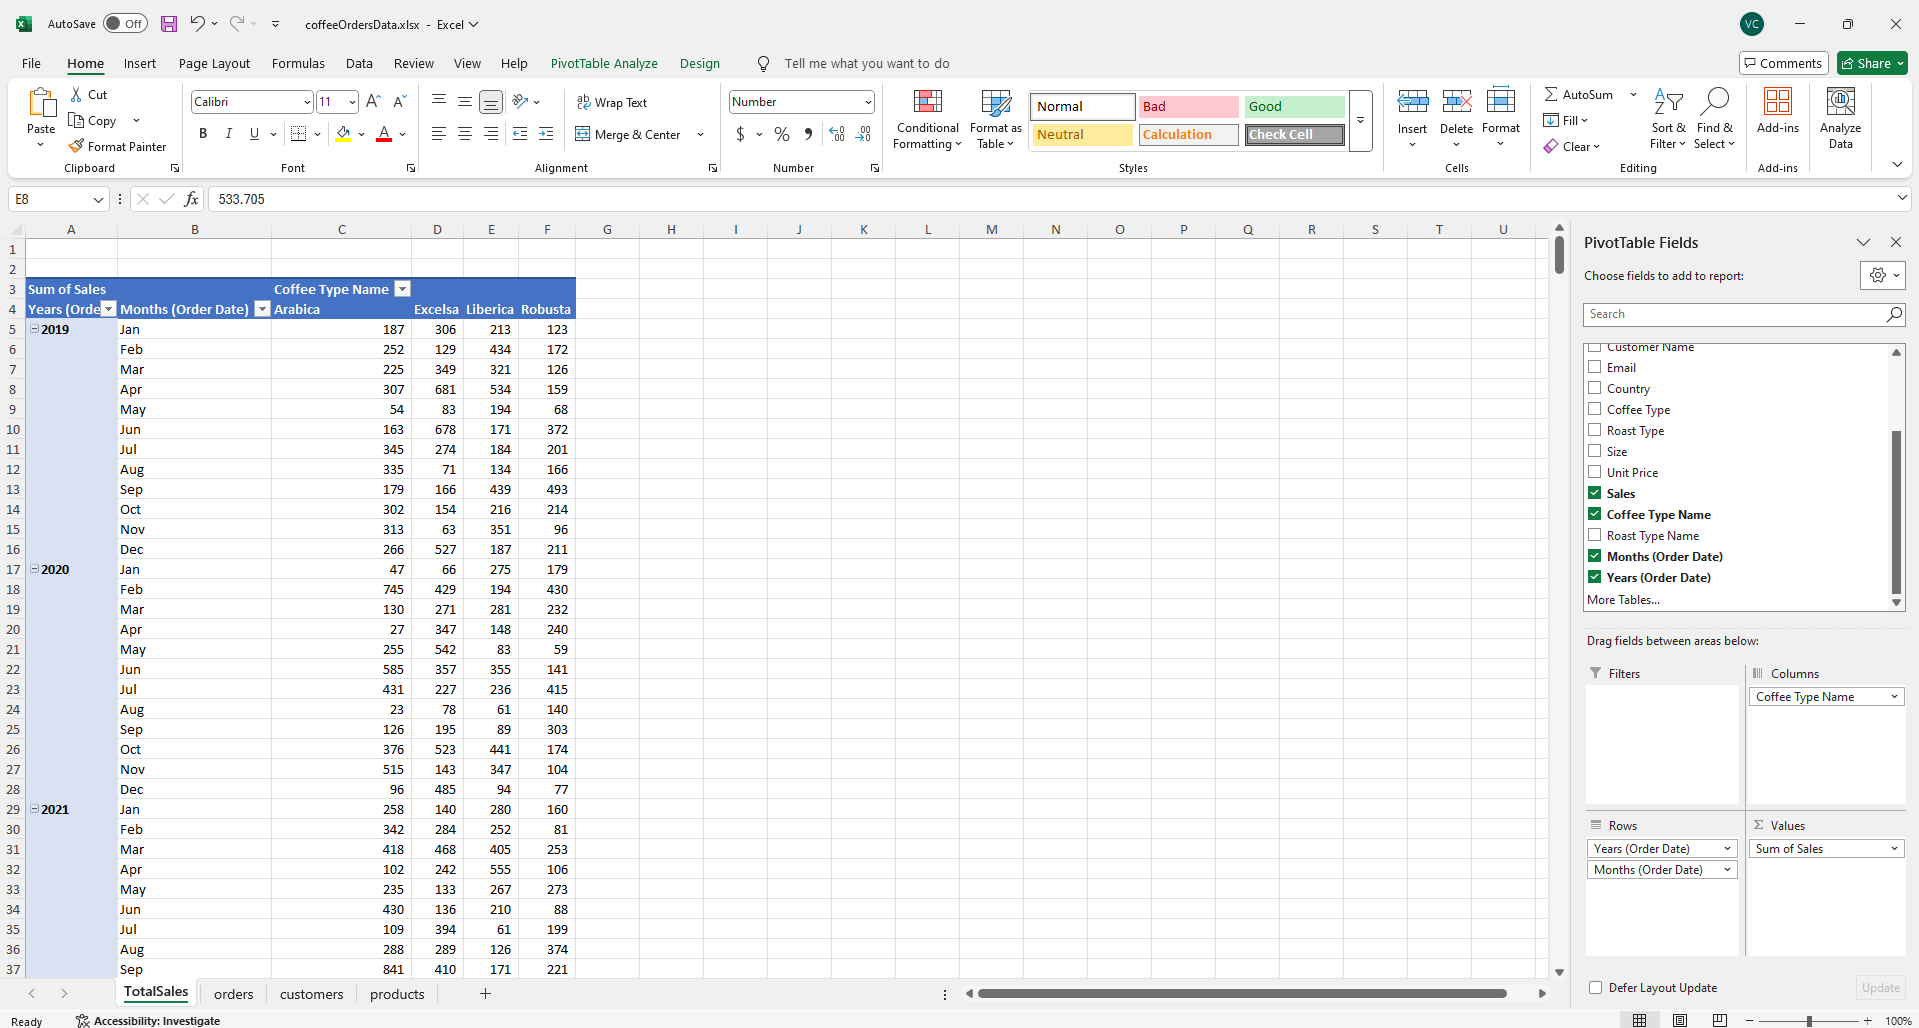 AutoSave Off coffeeOrdersData.xlsx - Excel VC
File Home Insert Page Layout Formulas Data Review View Help PivotTable Analyze Design Tell me what you want to do Comments Share
Paste Cut Copy Format Painter Clipboard
Calibri 11 B I U A Font
Wrap Text Merge & Center Alignment
Number $ % Number
Conditional Formatting Format as Table
Normal Bad Good
Neutral Calculation Check Cell
Styles
Insert Delete Format Cells
AutoSum Fill Clear Sort & Filter Find & Select Editing
Add-ins Add-ins
Analyze Data
E8 fx 533.705
A B C D E F G H I J K L M N O P Q R S T U
1
2
3 Sum of Sales Coffee Type Name
4 Years (Orde Months (Order Date) Arabica Excelsa Liberica Robusta
5 2019 Jan 187 306 213 123
6 Feb 252 129 434 172
7 Mar 225 349 321 126
8 Apr 307 681 534 159
9 May 54 83 194 68
10 Jun 163 678 171 372
11 Jul 345 274 184 201
12 Aug 335 71 134 166
13 Sep 179 166 439 493
14 Oct 302 154 216 214
15 Nov 313 63 351 96
16 Dec 266 527 187 211
17 2020 Jan 47 66 275 179
18 Feb 745 429 194 430
19 Mar 130 271 281 232
20 Apr 27 347 148 240
21 May 255 542 83 59
22 Jun 585 357 355 141
23 Jul 431 227 236 415
24 Aug 23 78 61 140
25 Sep 126 195 89 303
26 Oct 376 523 441 174
27 Nov 515 143 347 104
28 Dec 96 485 94 77
29 2021 Jan 258 140 280 160
30 Feb 342 284 252 81
31 Mar 418 468 405 253
32 Apr 102 242 555 106
33 May 235 133 267 273
34 Jun 430 136 210 88
35 Jul 109 394 61 199
36 Aug 288 289 126 374
37 Sep 841 410 171 221
TotalSales orders customers products
Ready Accessibility: Investigate 100%
PivotTable Fields
Choose fields to add to report:
Search
Customer Name
Email
Country
Coffee Type
Roast Type
Size
Unit Price
Sales
Coffee Type Name
Roast Type Name
Months (Order Date)
Years (Order Date)
More Tables...
Drag fields between areas below:
Filters
Columns
Coffee Type Name
Rows
Years (Order Date)
Months (Order Date)
Values
Sum of Sales
Defer Layout Update Update